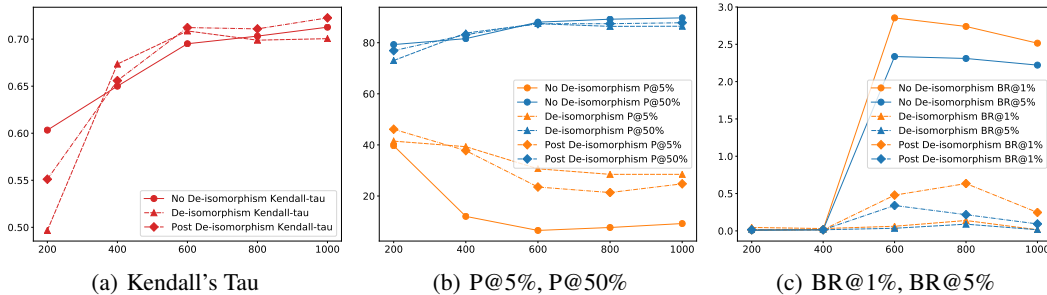 0.70
0.65
0.60
0.55
0.50
No De-isomorphism Kendall-tau
De-isomorphism Kendall-tau
Post De-isomorphism Kendall-tau
200 400 600 800 1000
(a) Kendall's Tau
80
60
40
20
No De-isomorphism P@5%
No De-isomorphism P@50%
De-isomorphism P@5%
De-isomorphism P@50%
Post De-isomorphism P@5%
Post De-isomorphism P@50%
200 400 600 800 1000
(b) P@5%, P@50%
3.0
2.5
2.0
1.5
1.0
0.5
0.0
No De-isomorphism BR@1%
No De-isomorphism BR@5%
De-isomorphism BR@1%
De-isomorphism BR@5%
Post De-isomorphism BR@1%
Post De-isomorphism BR@1%
200 400 600 800 1000
(c) BR@1%, BR@5%